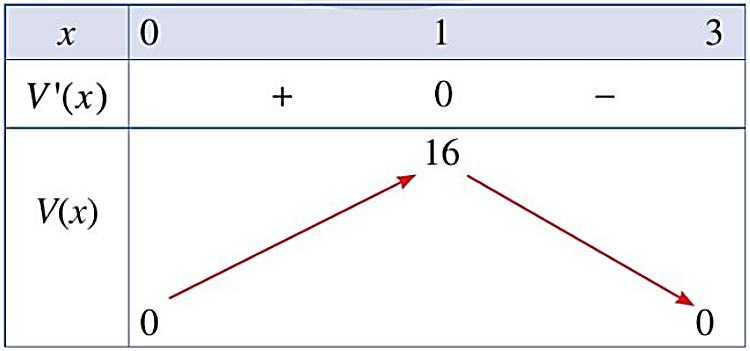 x 0 1 3
V'(x) + 0 −
16
V(x)
0 0